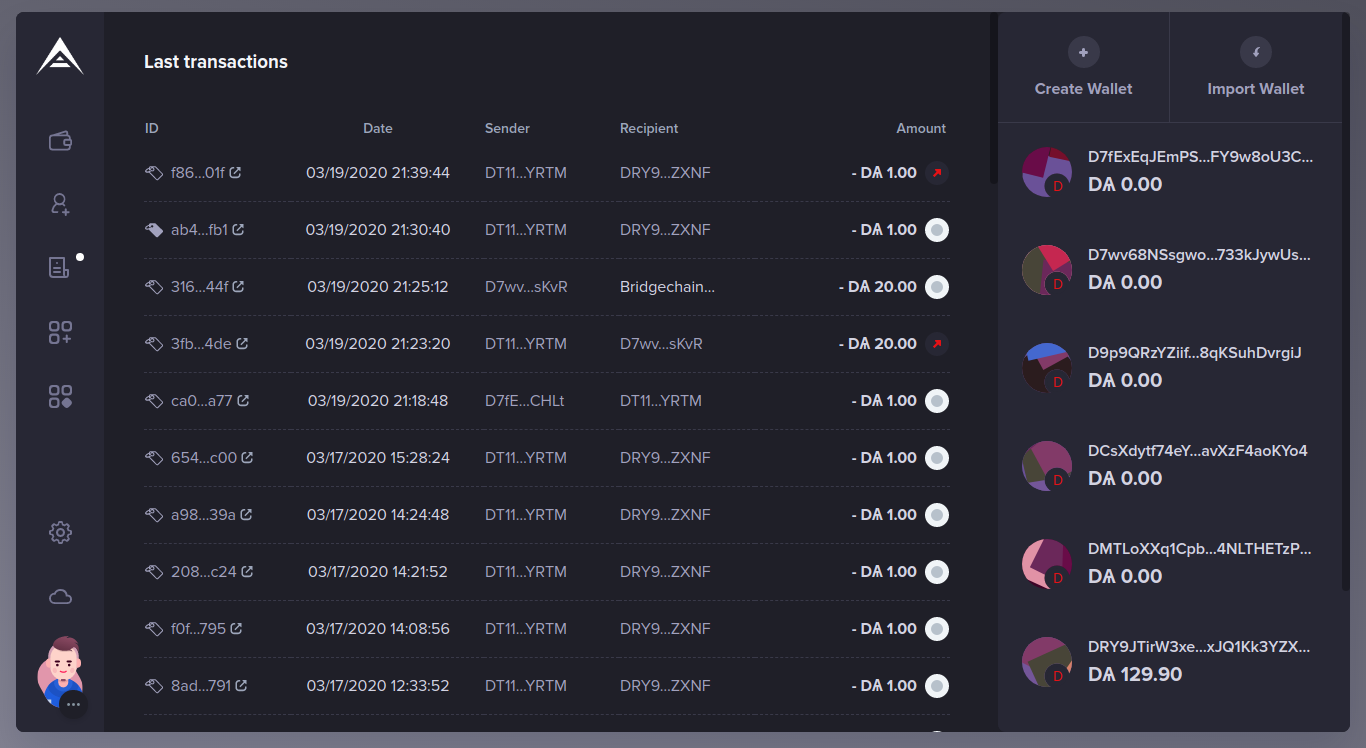 Last transactions
ID Date Sender Recipient Amount
f86...01f 03/19/2020 21:39:44 DT11...YRTM DRY9...ZXNF - DѦ 1.00
ab4...fb1 03/19/2020 21:30:40 DT11...YRTM DRY9...ZXNF - DѦ 1.00
316...44f 03/19/2020 21:25:12 D7wv...sKvR Bridgechain... - DѦ 20.00
3fb...4de 03/19/2020 21:23:20 DT11...YRTM D7wv...sKvR - DѦ 20.00
ca0...a77 03/19/2020 21:18:48 D7fE...CHLt DT11...YRTM - DѦ 1.00
654...c00 03/17/2020 15:28:24 DT11...YRTM DRY9...ZXNF - DѦ 1.00
a98...39a 03/17/2020 14:24:48 DT11...YRTM DRY9...ZXNF - DѦ 1.00
208...c24 03/17/2020 14:21:52 DT11...YRTM DRY9...ZXNF - DѦ 1.00
f0f...795 03/17/2020 14:08:56 DT11...YRTM DRY9...ZXNF - DѦ 1.00
8ad...791 03/17/2020 12:33:52 DT11...YRTM DRY9...ZXNF - DѦ 1.00
Create Wallet
Import Wallet
D7fExEqJEmPS...FY9w8oU3C...
D
DѦ 0.00
D7wv68NSsgwo...733kJywUs...
D
DѦ 0.00
D9p9QRzYZiif...8qKSuhDvrgiJ
D
DѦ 0.00
DCsXdytf74eY...avXzF4aoKYo4
D
DѦ 0.00
DMTLoXXq1Cpb...4NLTHETzP...
D
DѦ 0.00
DRY9JTirW3xe...xJQ1Kk3YZX...
D
DѦ 129.90